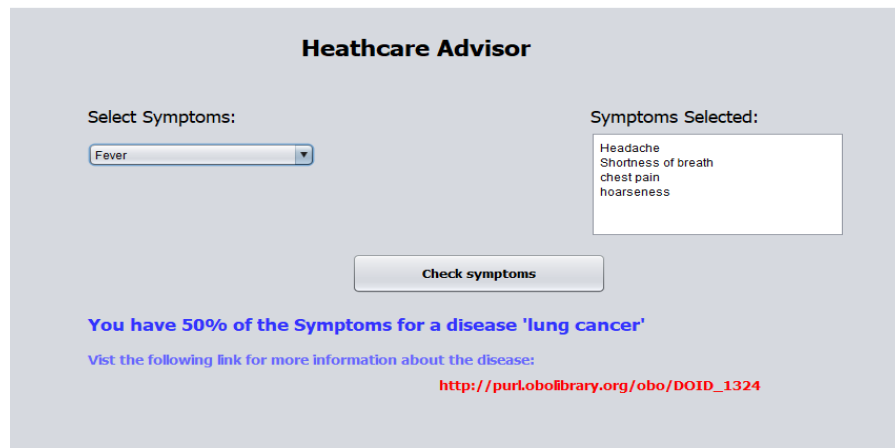 Heathcare Advisor
Select Symptoms:
Symptoms Selected:
Fever
Headache
Shortness of breath
chest pain
hoarseness
Check symptoms
You have 50% of the Symptoms for a disease 'lung cancer'
Vist the following link for more information about the disease:
http://purl.obolibrary.org/obo/DOID_1324